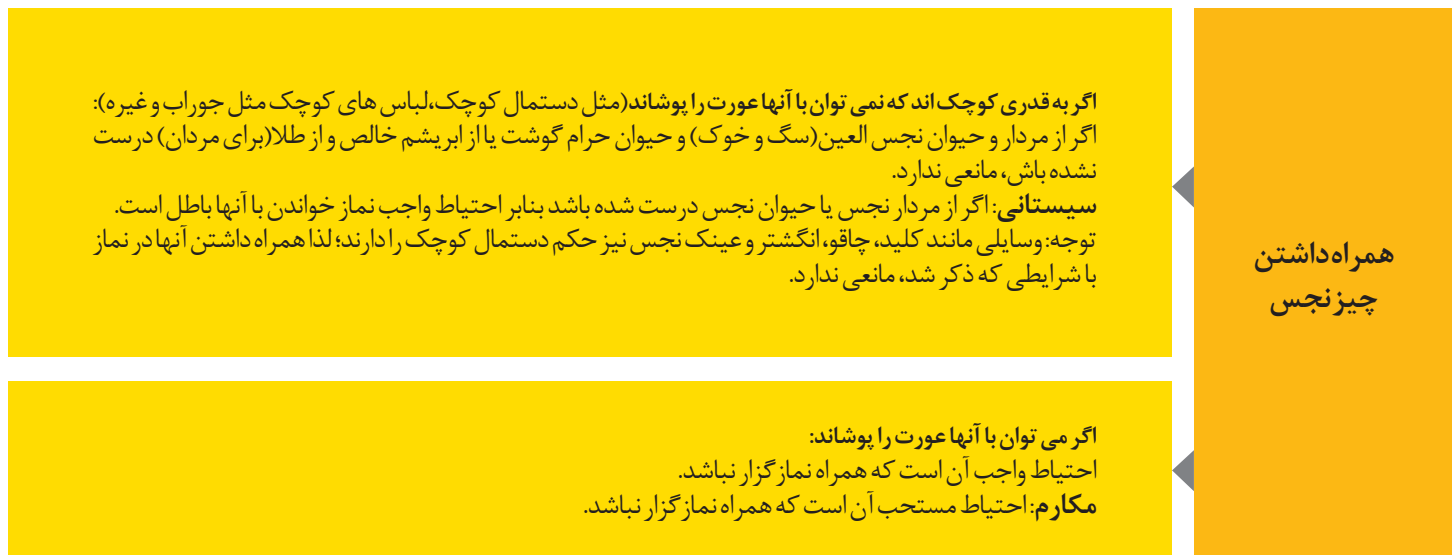 همراه داشتن
چیز نجس
اگر به قدری کوچک اند که نمی توان با آنها عورت را پوشاند(مثل دستمال کوچک،لباس های کوچک مثل جوراب و غیره):
اگر از مردار و حیوان نجس العین(سگ و خوک) و حیوان حرام گوشت یا از ابریشم خالص و از طلا(برای مردان) درست
نشده باش، مانعی ندارد.
سیستانی: اگر از مردار نجس یا حیوان نجس درست شده باشد بنابر احتیاط واجب نماز خواندن با آنها باطل است.
توجه: وسایلی مانند کلید، چاقو، انگشتر و عینک نجس نیز حکم دستمال کوچک را دارند؛ لذا همراه داشتن آنها در نماز
با شرایطی که ذکر شد، مانعی ندارد.
اگر می توان با آنها عورت را پوشاند:
احتیاط واجب آن است که همراه نمازگزار نباشد.
مکارم: احتیاط مستحب آن است که همراه نمازگزار نباشد.